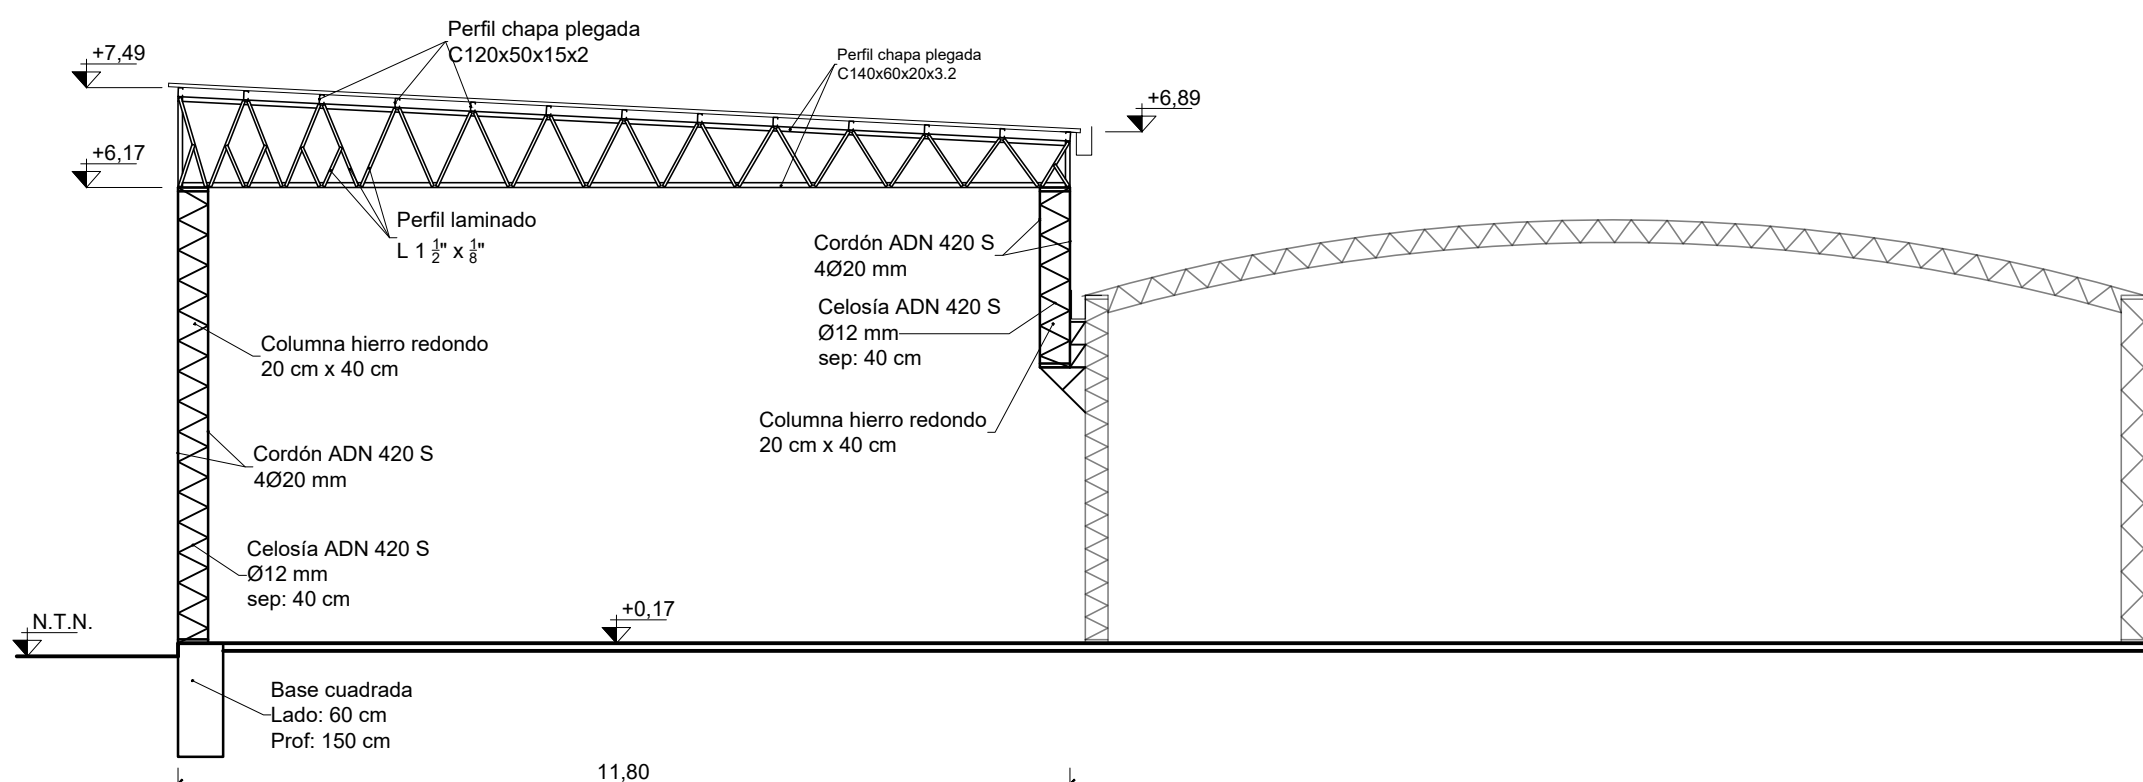 Perfil chapa plegada
C120x50x15x2
+7,49
Perfil chapa plegada
C140x60x20x3.2
+6,89
+6,17
Perfil laminado
L 1 1/2" x 1/8"
Cordón ADN 420 S
4Ø20 mm
Celosía ADN 420 S
Ø12 mm
sep: 40 cm
Columna hierro redondo
20 cm x 40 cm
Columna hierro redondo
20 cm x 40 cm
Cordón ADN 420 S
4Ø20 mm
Celosía ADN 420 S
Ø12 mm
sep: 40 cm
N.T.N.
+0,17
Base cuadrada
Lado: 60 cm
Prof: 150 cm
11,80